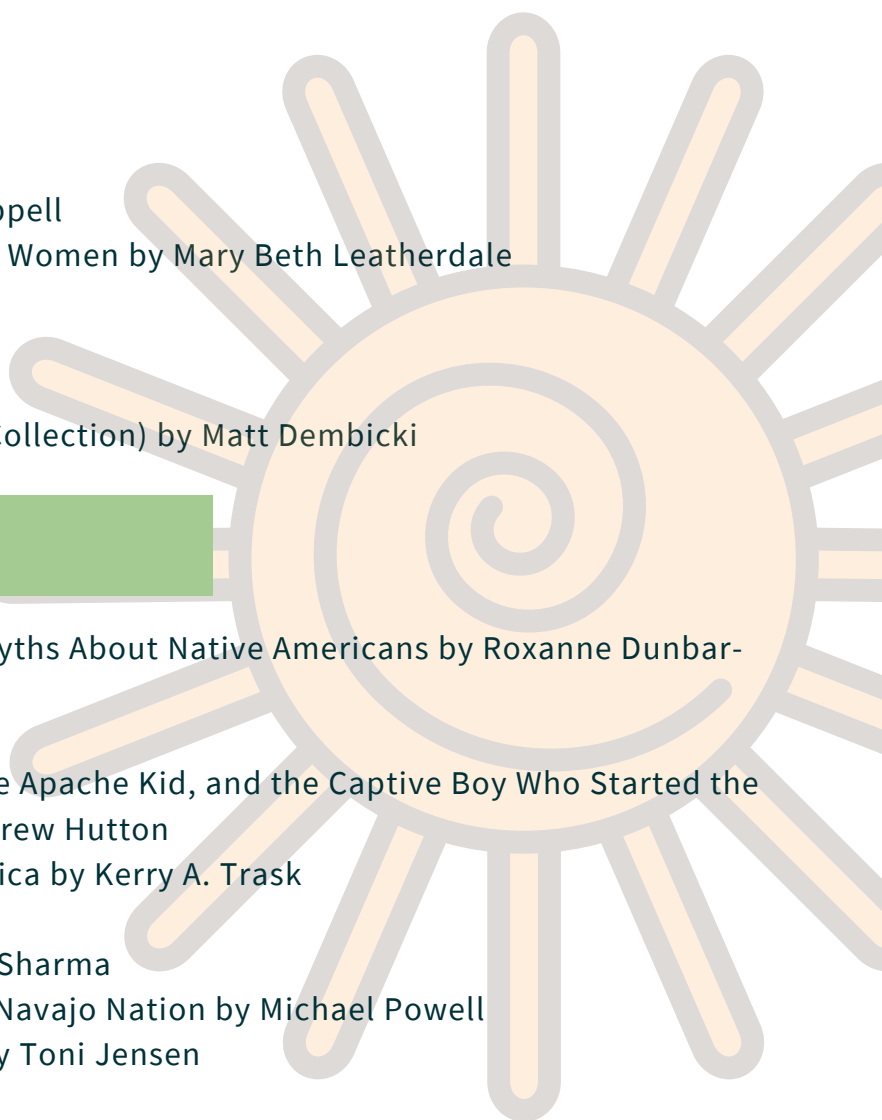 ppell
Women by Mary Beth Leatherdale
Collection) by Matt Dembicki
yths About Native Americans by Roxanne Dunbar-
e Apache Kid, and the Captive Boy Who Started the
rew Hutton
ica by Kerry A. Trask
Sharma
Navajo Nation by Michael Powell
y Toni Jensen